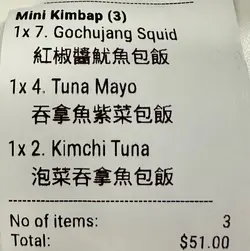 Mini Kimbap (3)
1x 7. Gochujang Squid
紅椒醬魷魚包飯
1x 4. Tuna Mayo
吞拿魚紫菜包飯
1x 2. Kimchi Tuna
泡菜吞拿魚包飯
No of items: 3
Total: $51.00